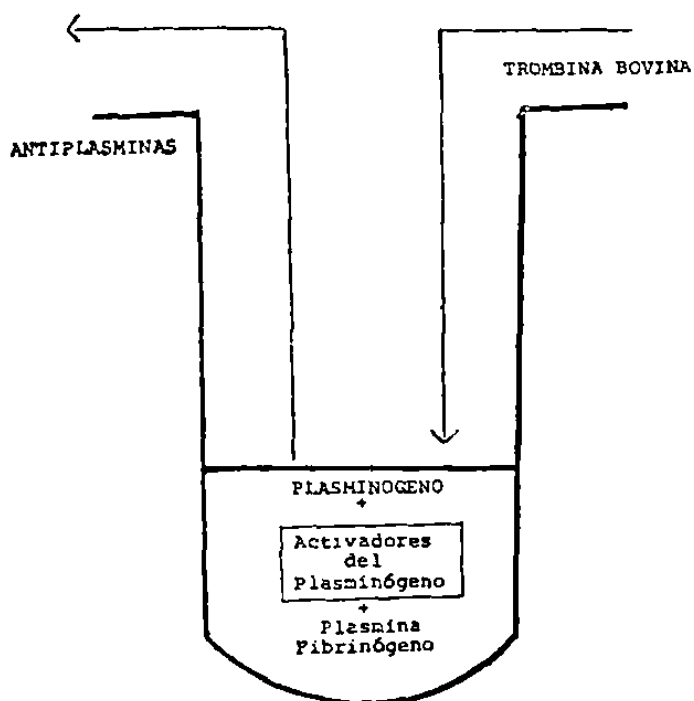 TROMBINA BOVINA
ANTIPLASMINAS
PLASMINOGENO
+
Activadores
del
Plasminógeno
+
Plasmina
Fibrinógeno